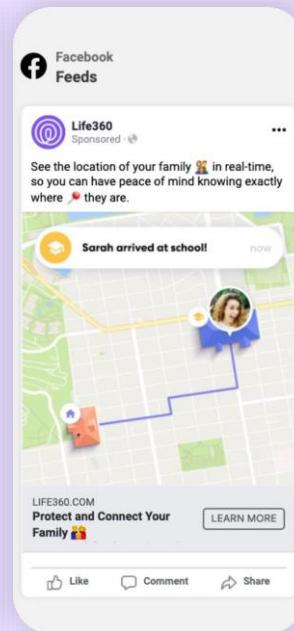 Facebook
Feeds
Life360
Sponsored ·
•••
See the location of your family in real-time,
so you can have peace of mind knowing exactly
where they are.
Sarah arrived at school!
now
LIFE360.COM
Protect and Connect Your
Family
LEARN MORE
Like
Comment
Share